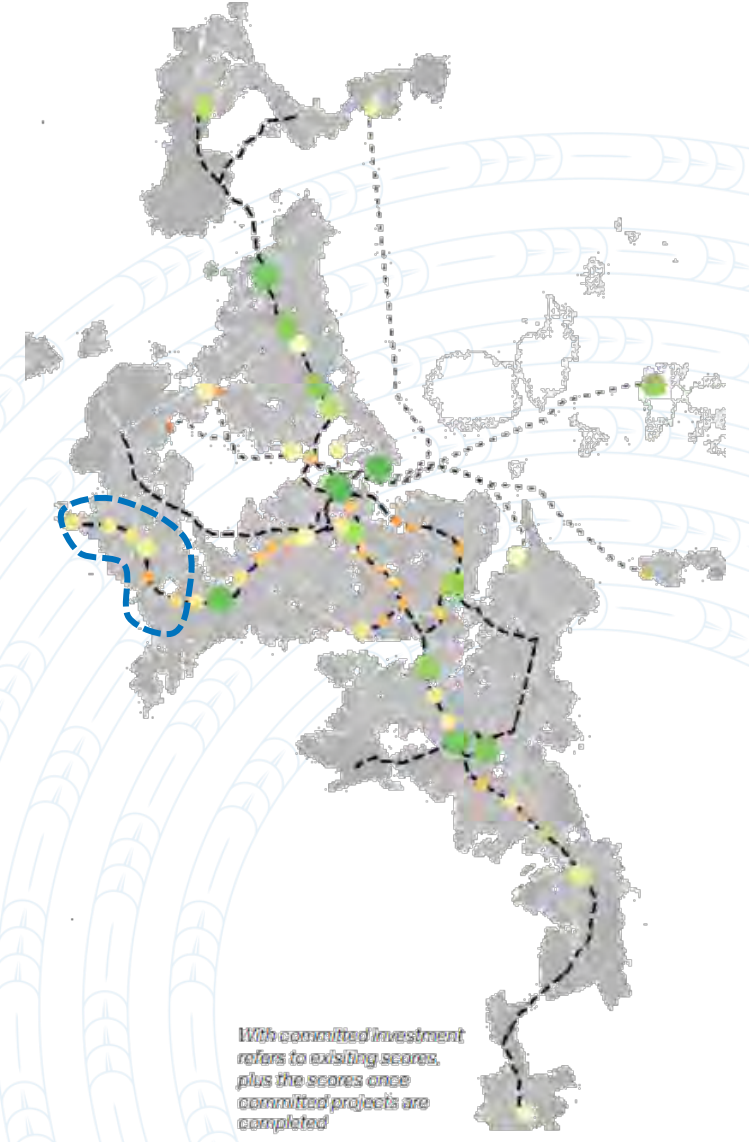 With committed investment
refers to exisiting scores,
plus the scores once
committed projects are
completed